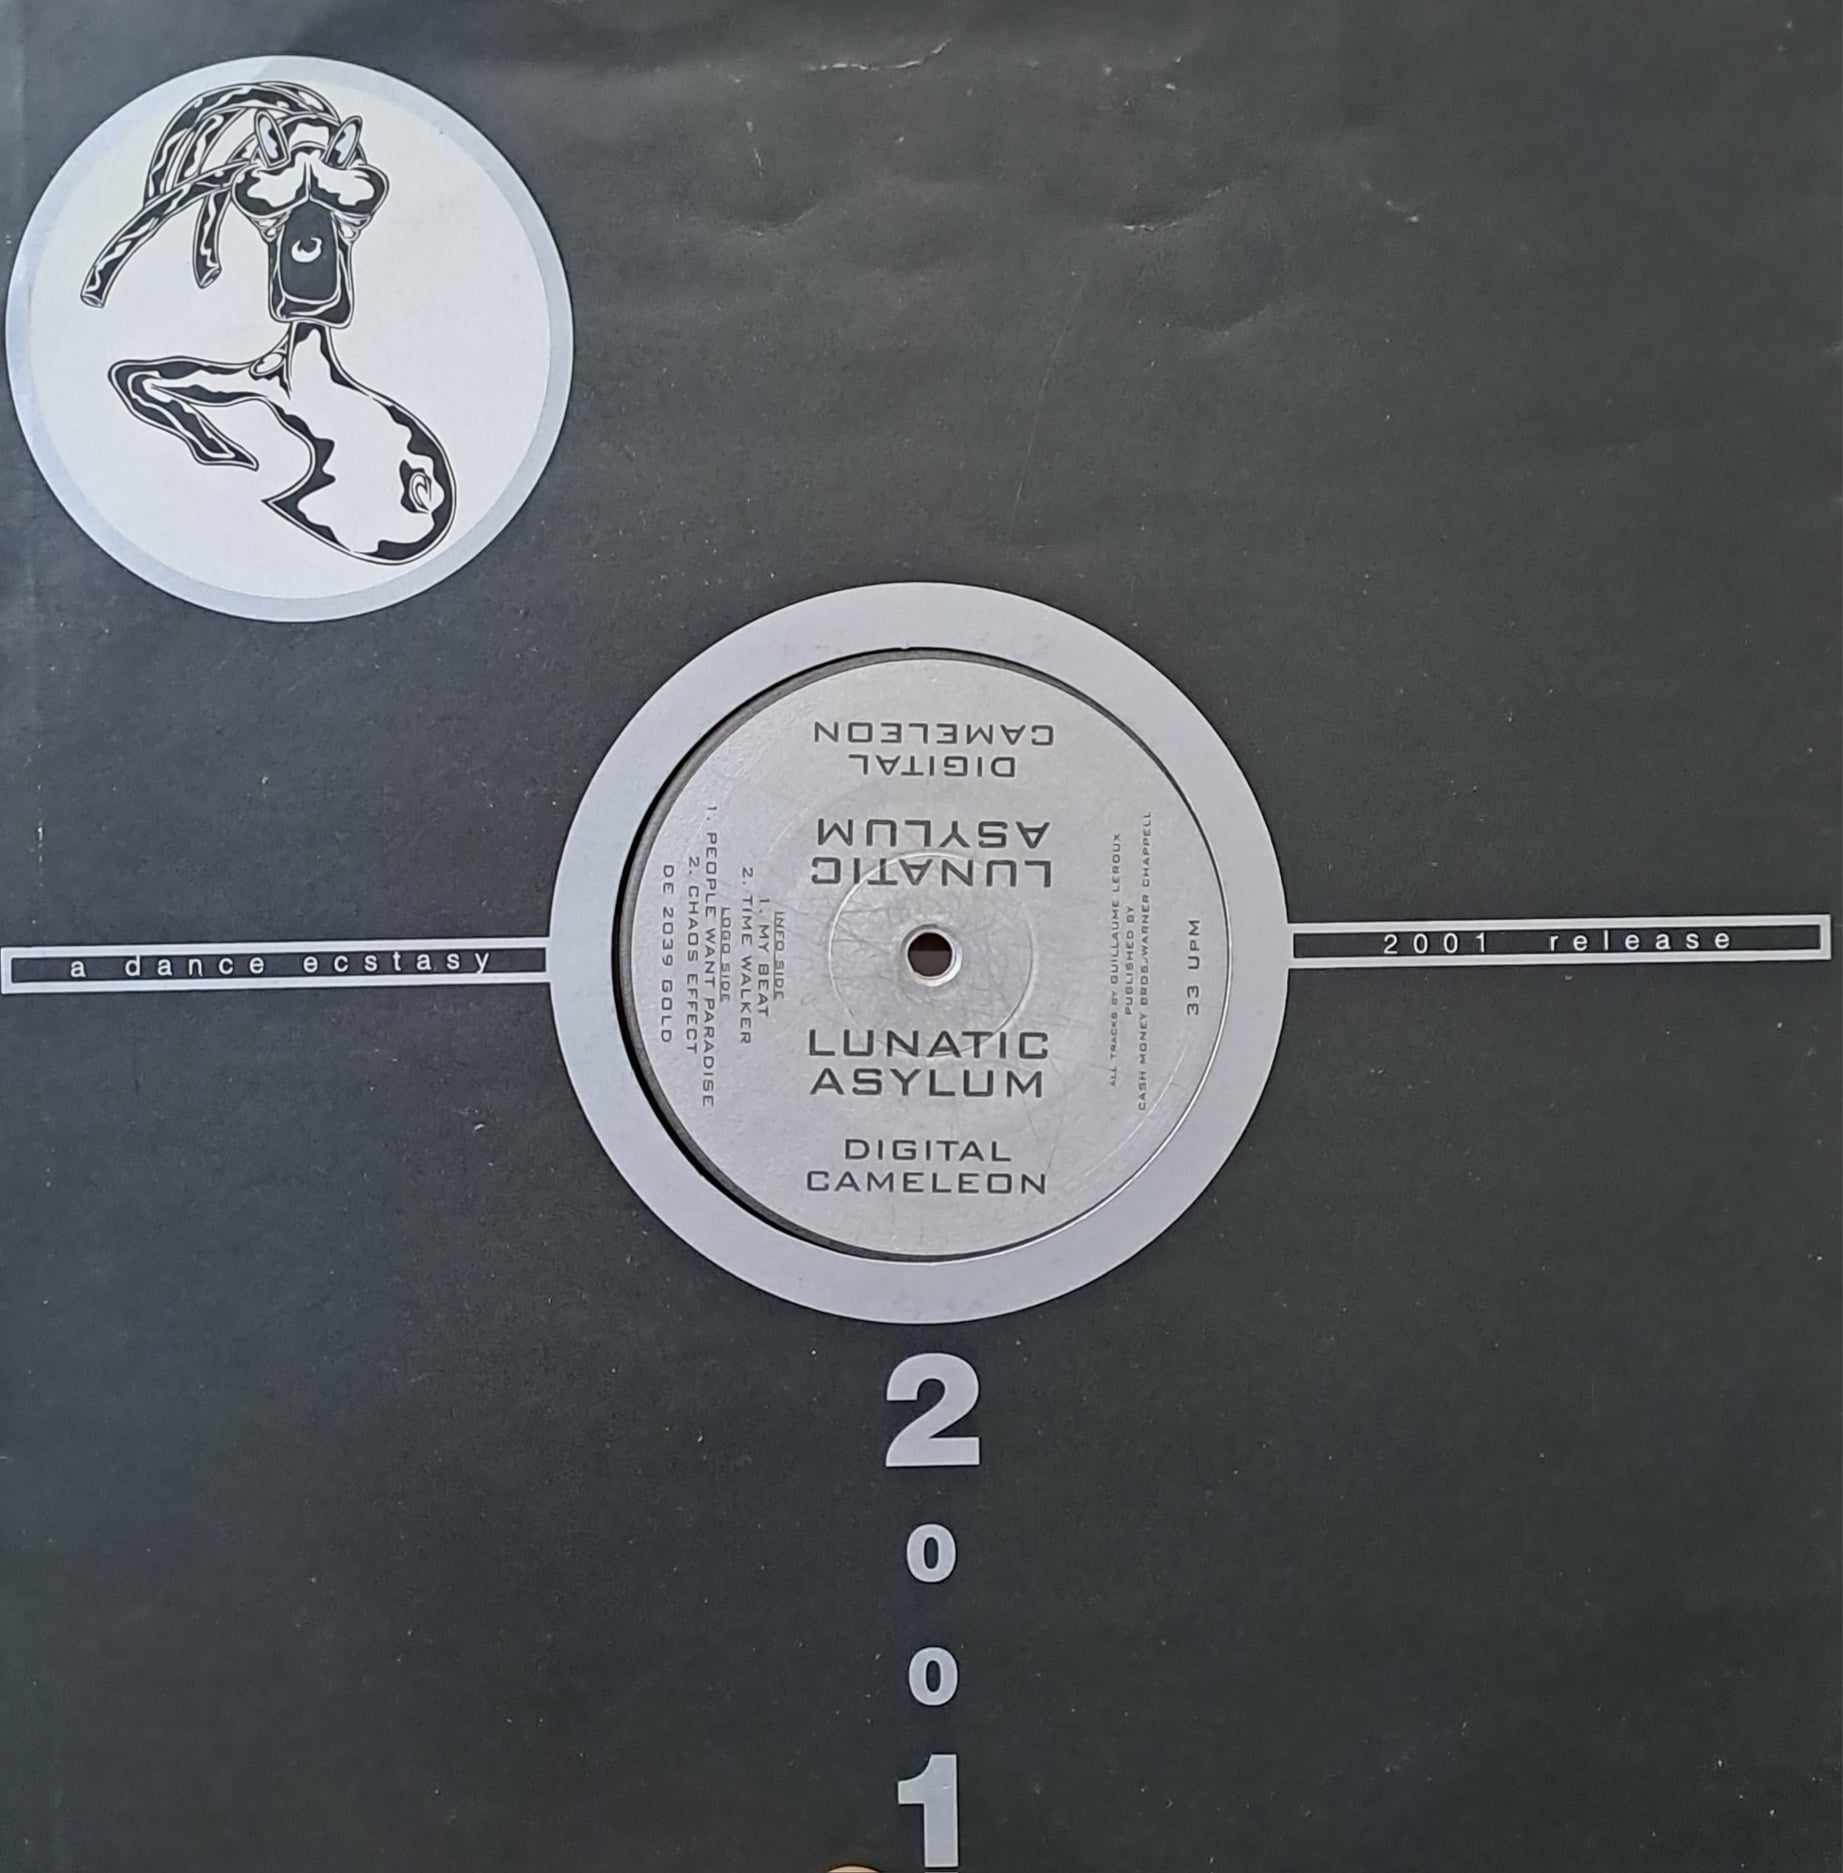 DIGITAL
CAMELEON
LUNATIC
ASYLUM
INFO SIDE
1. MY BEAT
2. TIME WALKER
LOGO SIDE
1. PEOPLE WANT PARADISE
2. CHAOS EFFECT
DE 2039 GOLD
ALL TRACKS BY GUILLAUME LEROUX
PUBLISHED BY
CASH MONEY BROS./WARNER CHAPPELL
33 UPM
a dance ecstasy
2001 release
LUNATIC
ASYLUM
DIGITAL
CAMELEON
2
0
0
1